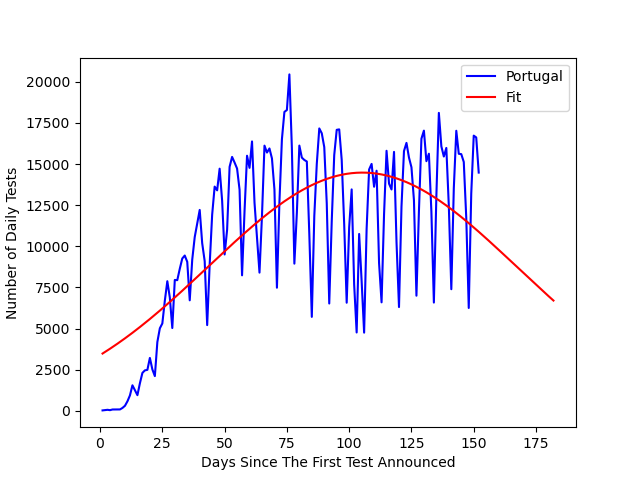 Portugal
Fit
20000
17500
15000
12500
10000
7500
5000
2500
0
Number of Daily Tests
0 25 50 75 100 125 150 175
Days Since The First Test Announced